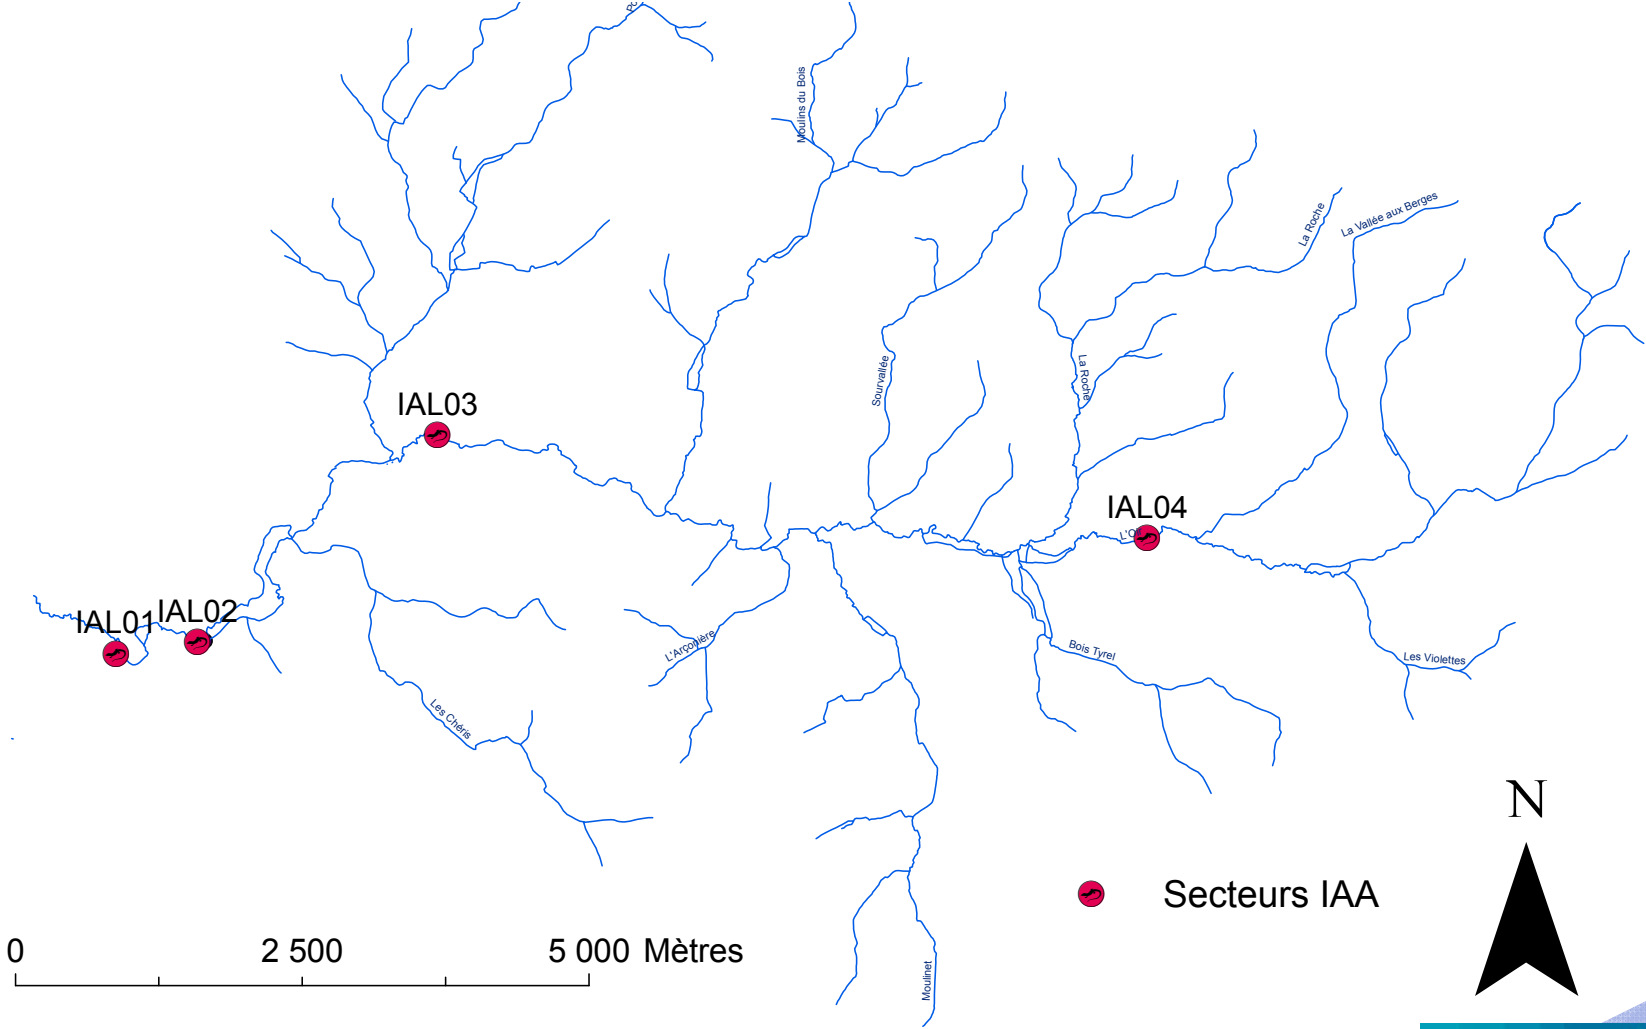 Moulins du Bois
La Roche
La Vallée aux Berges
Sourvallée
La Roche
IAL03
IAL04
IAL01
IAL02
L'Arçonière
Bois Tyrel
Les Violettes
Les Chéris
N
Secteurs IAA
0 2 500 5 000 Mètres
Moulinet